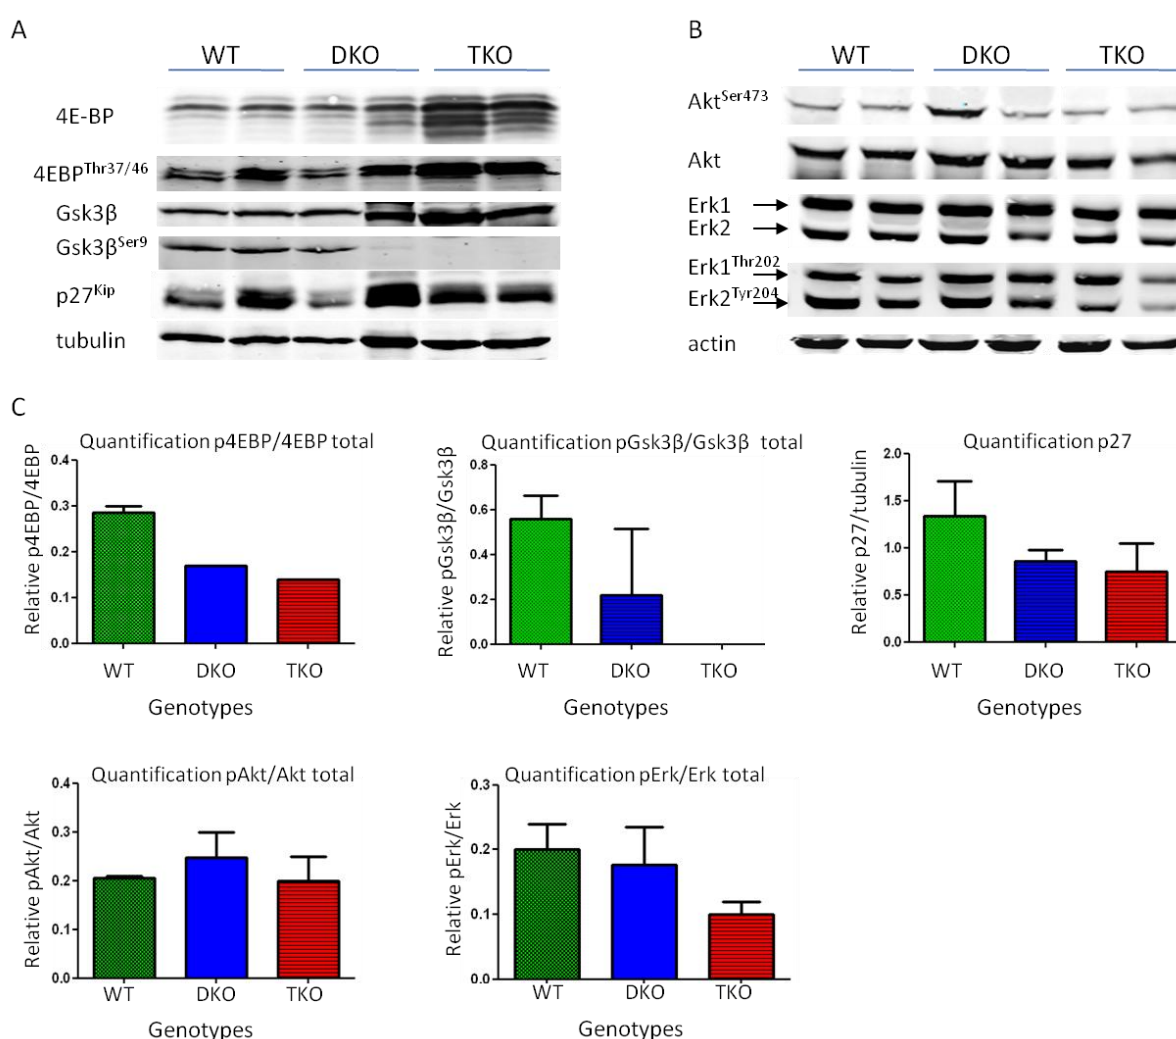 A
B
WT DKO TKO
WT DKO TKO
4E-BP
4EBPThr37/46
Gsk3β
Gsk3βSer9
p27Kip
tubulin
AktSer473
Akt
Erk1
Erk2
Erk1Thr202
Erk2Tyr204
actin
C
Quantification p4EBP/4EBP total
Relative p4EBP/4EBP
0.4
0.3
0.2
0.1
0.0
WT DKO TKO
Genotypes
Quantification pGsk3β/Gsk3β total
Relative pGsk3β/Gsk3β
0.8
0.6
0.4
0.2
0.0
WT DKO TKO
Genotypes
Quantification p27
Relative p27/tubulin
2.0
1.5
1.0
0.5
0.0
WT DKO TKO
Genotypes
Quantification pAkt/Akt total
Relative pAkt/Akt
0.4
0.3
0.2
0.1
0.0
WT DKO TKO
Genotypes
Quantification pErk/Erk total
Relative pErk/Erk
0.3
0.2
0.1
0.0
WT DKO TKO
Genotypes